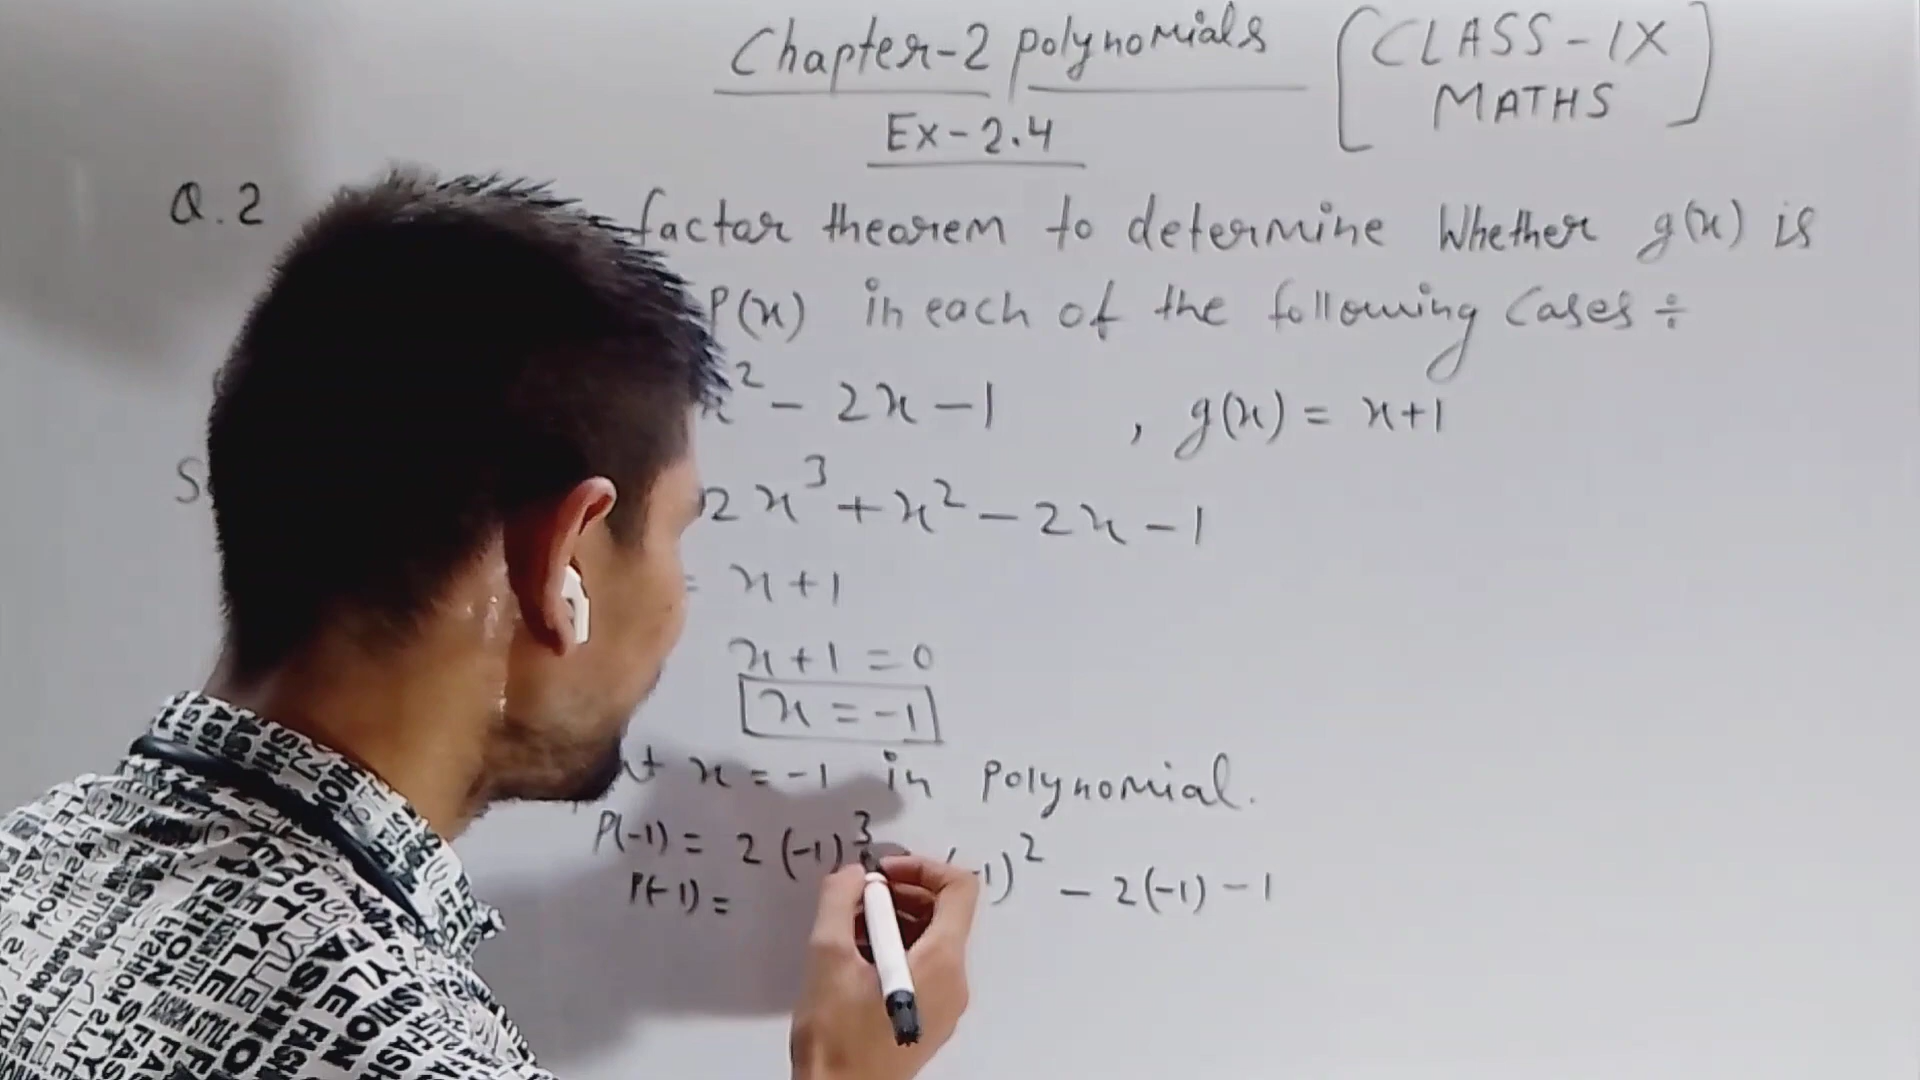 Chapter-2 polynomials [CLASS-IX
MATHS]
Ex-2.4
Q.2 factor theorem to determine Whether g(x) is
P(x) in each of the following Cases ÷
x² - 2x - 1 , g(x) = x+1
2x³ + x² - 2x - 1
= x+1
x+1 = 0
x = -1
x = -1 in polynomial.
P(-1) = 2(-1)³ (-1)² - 2(-1) - 1
P(-1) =